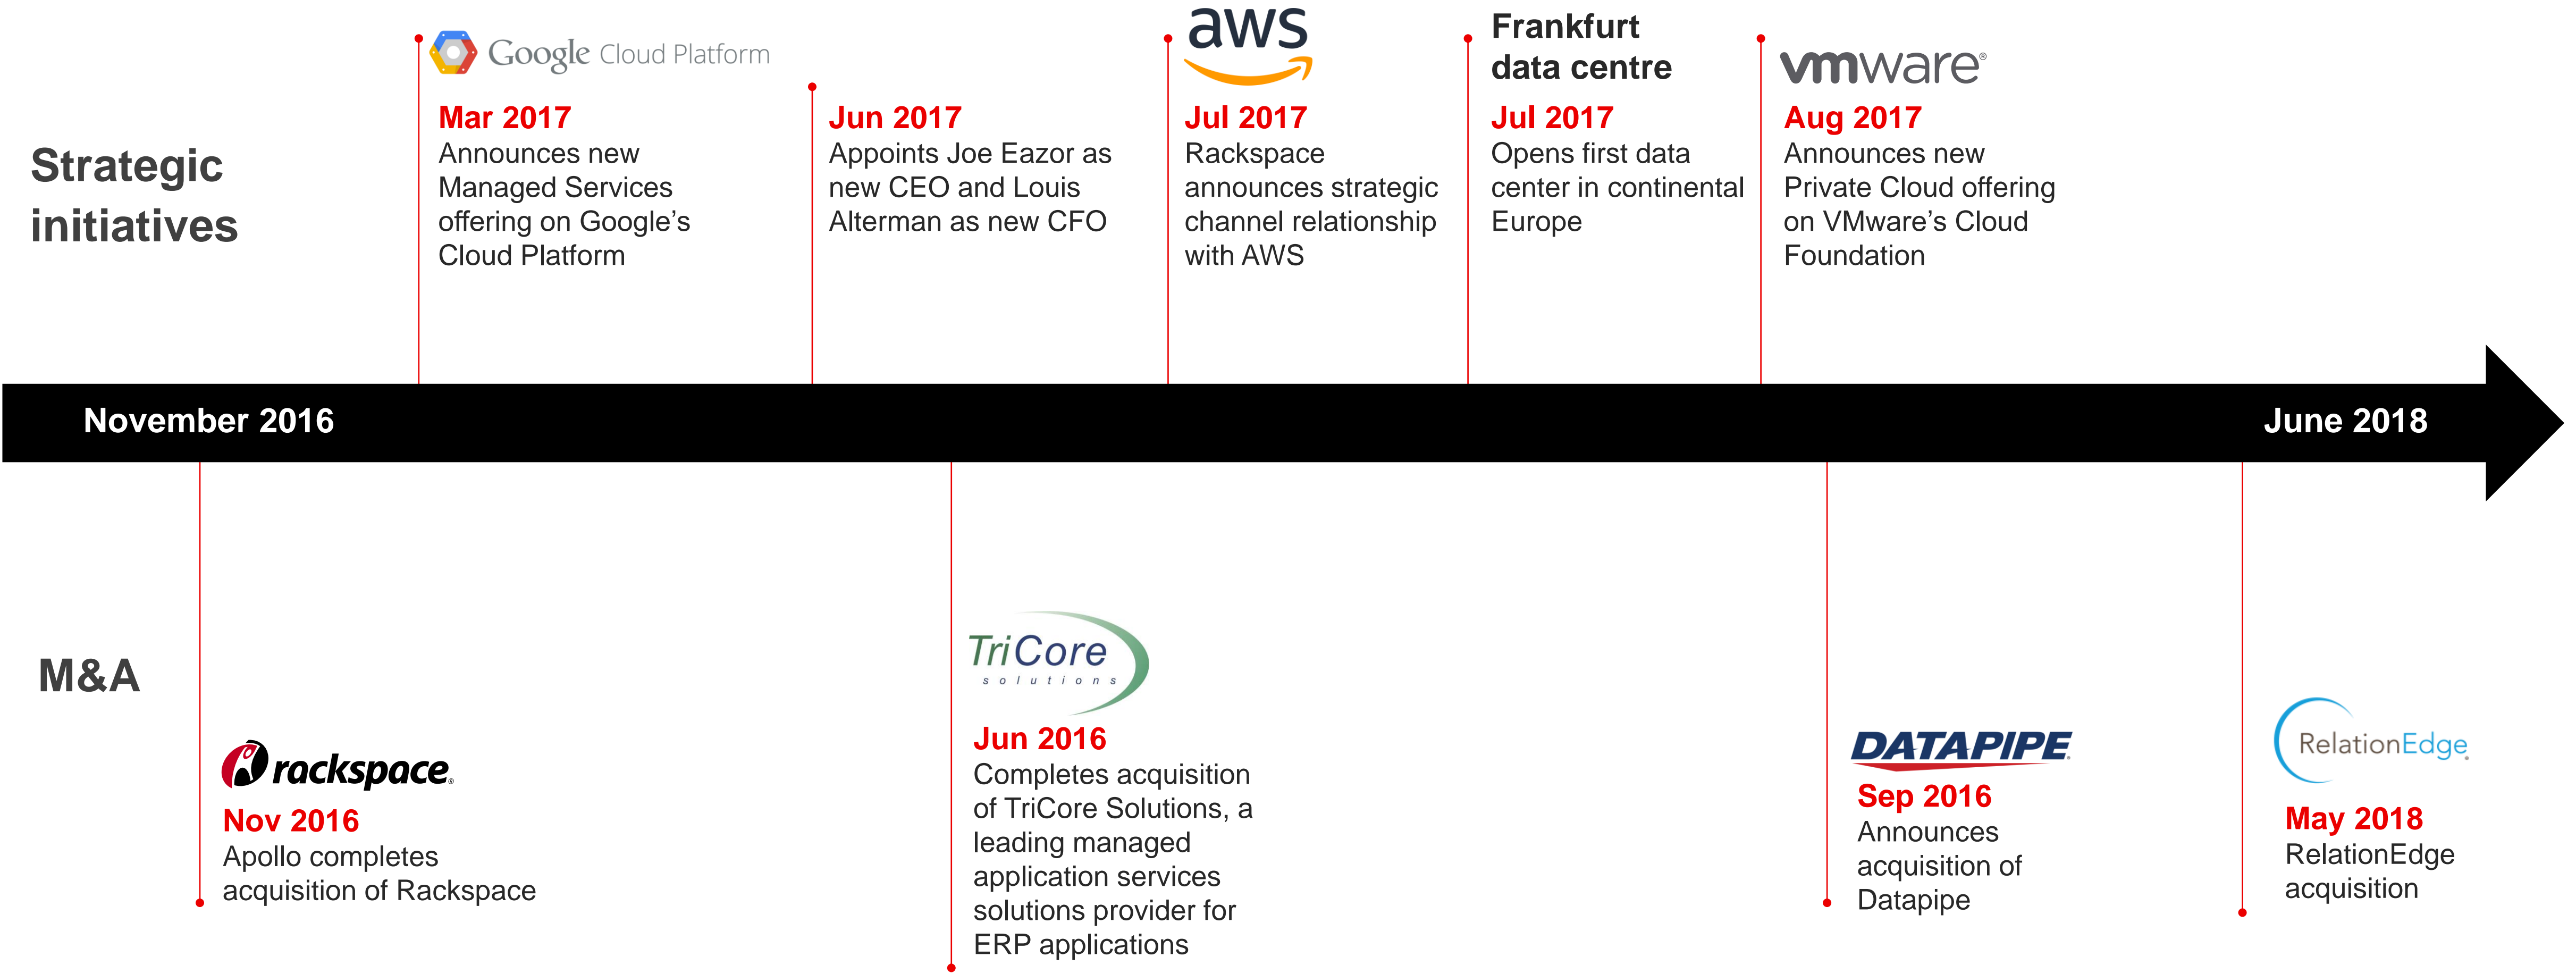 Strategic
initiatives
Google Cloud Platform
Mar 2017
Announces new
Managed Services
offering on Google’s
Cloud Platform
Jun 2017
Appoints Joe Eazor as
new CEO and Louis
Alterman as new CFO
aws
Jul 2017
Rackspace
announces strategic
channel relationship
with AWS
Frankfurt
data centre
Jul 2017
Opens first data
center in continental
Europe
vmware®
Aug 2017
Announces new
Private Cloud offering
on VMware’s Cloud
Foundation
November 2016
June 2018
M&A
rackspace®
Nov 2016
Apollo completes
acquisition of Rackspace
TriCore
solutions
Jun 2016
Completes acquisition
of TriCore Solutions, a
leading managed
application services
solutions provider for
ERP applications
DATAPIPE
Sep 2016
Announces
acquisition of
Datapipe
RelationEdge
May 2018
RelationEdge
acquisition